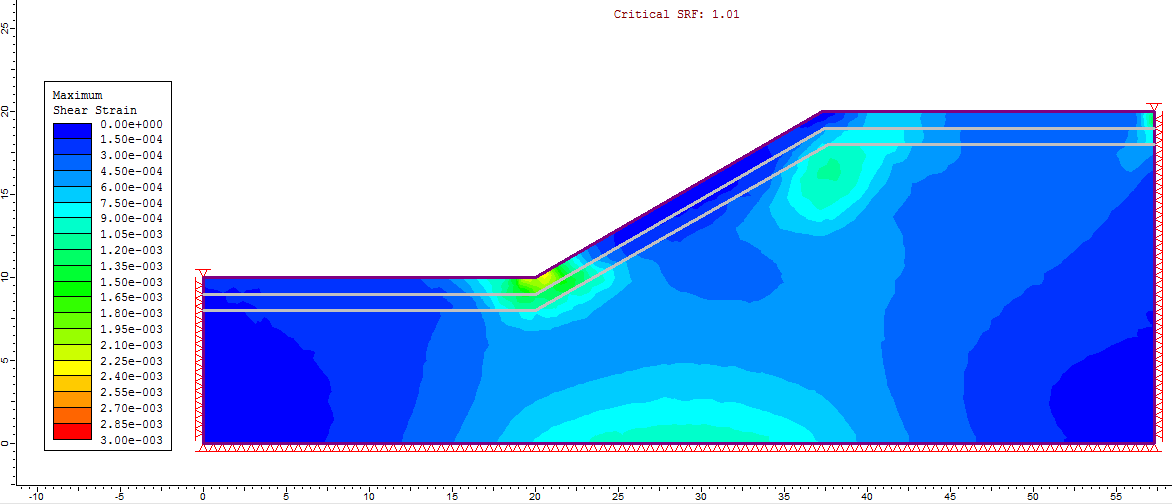 Critical SRF: 1.01
25
20
15
10
5
0
Maximum
Shear Strain
0.00e+000
1.50e-004
3.00e-004
4.50e-004
6.00e-004
7.50e-004
9.00e-004
1.05e-003
1.20e-003
1.35e-003
1.50e-003
1.65e-003
1.80e-003
1.95e-003
2.10e-003
2.25e-003
2.40e-003
2.55e-003
2.70e-003
2.85e-003
3.00e-003
-10 -5 0 5 10 15 20 25 30 35 40 45 50 55